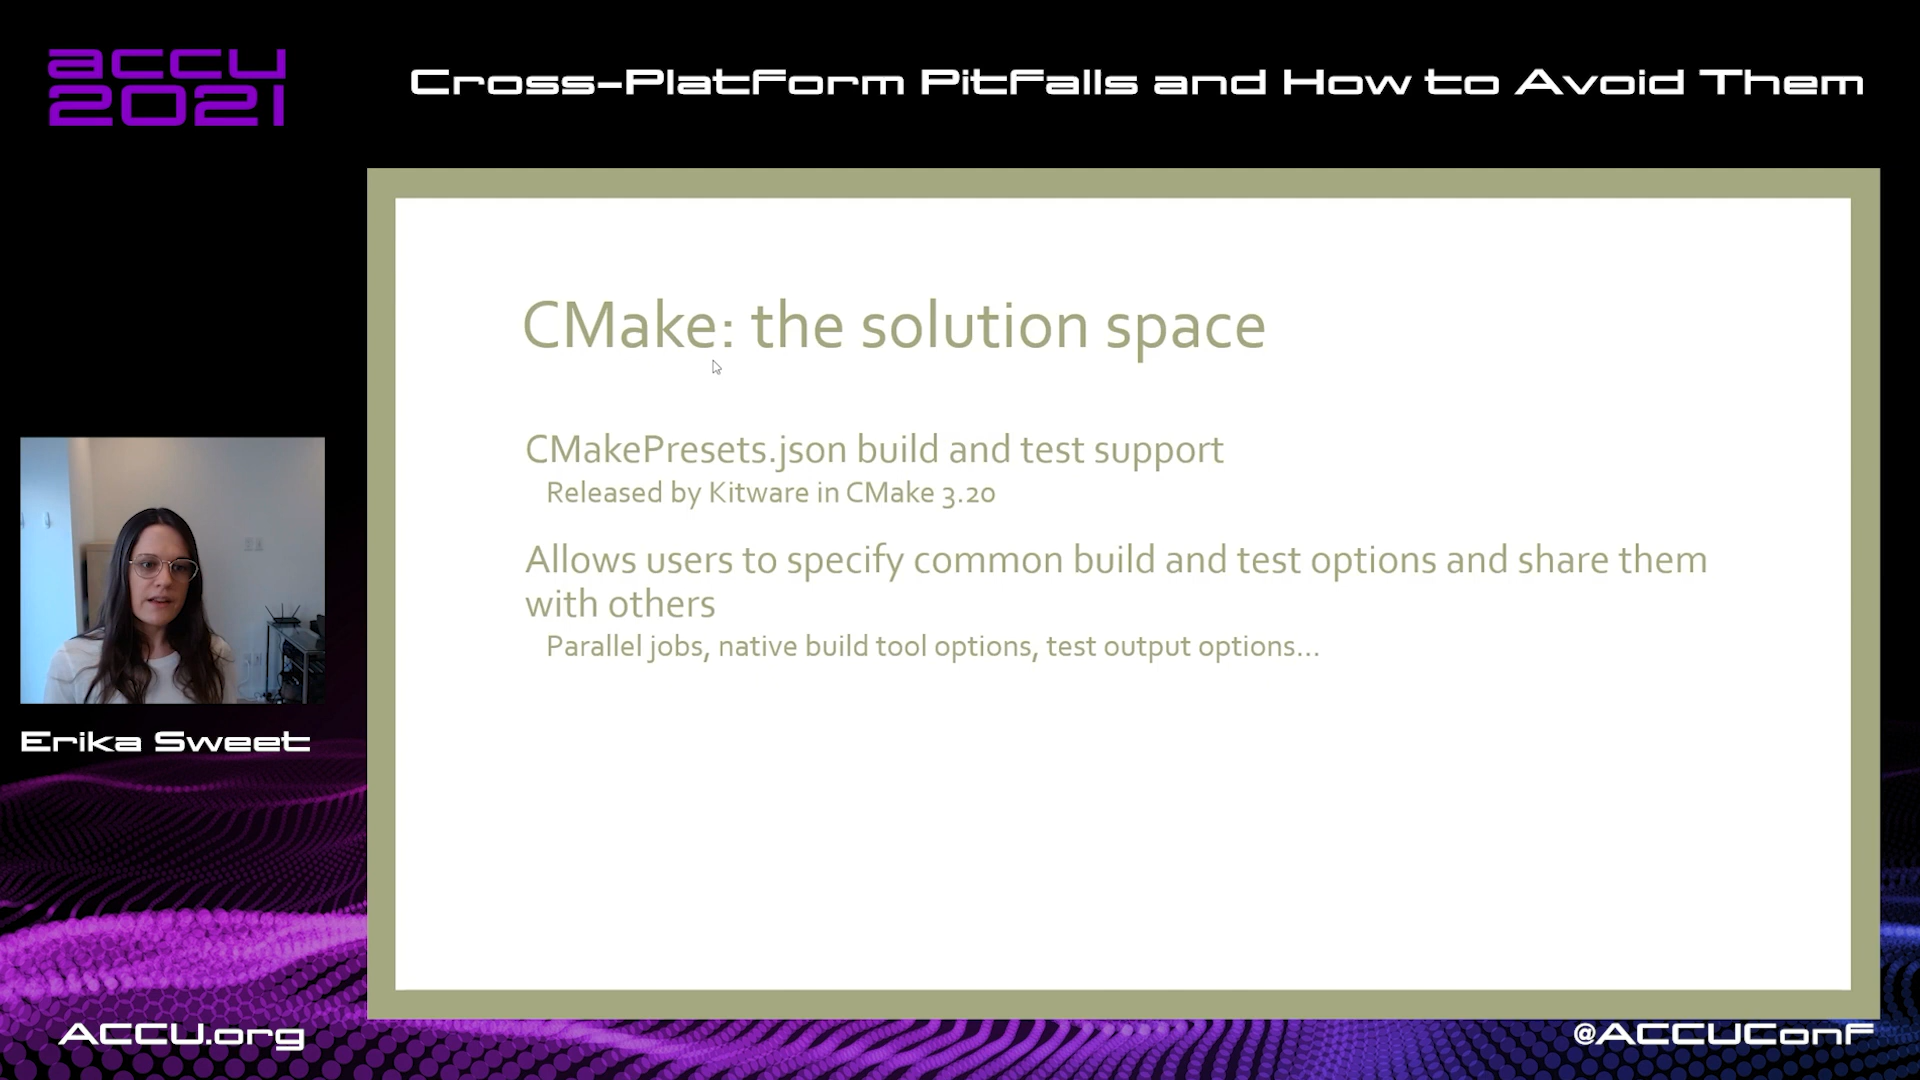 accu
2021
Cross-Platform Pitfalls and How to Avoid Them
CMake: the solution space
CMakePresets.json build and test support
Released by Kitware in CMake 3.20
Allows users to specify common build and test options and share them
with others
Parallel jobs, native build tool options, test output options...
Erika Sweet
ACCU.org
@ACCUConf